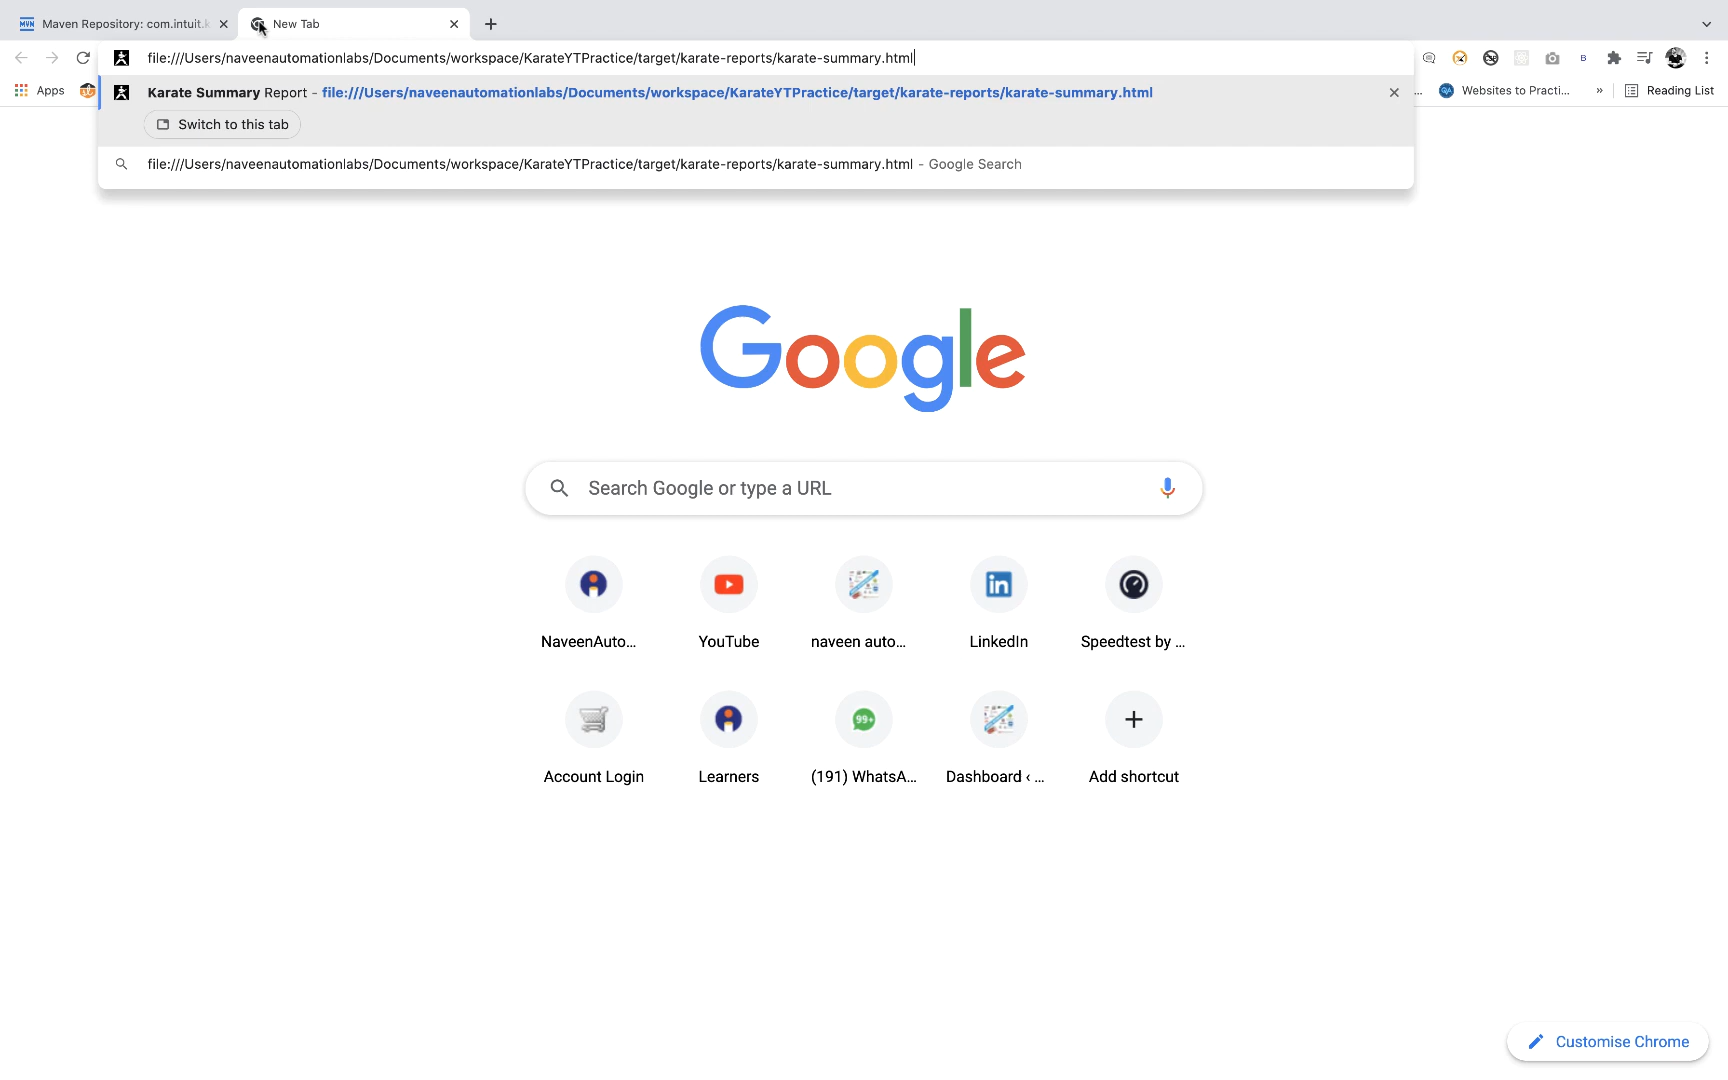 Maven Repository: com.intuit.k
New Tab
file:///Users/naveenautomationlabs/Documents/workspace/KarateYTPractice/target/karate-reports/karate-summary.html
Karate Summary Report - file:///Users/naveenautomationlabs/Documents/workspace/KarateYTPractice/target/karate-reports/karate-summary.html
Switch to this tab
file:///Users/naveenautomationlabs/Documents/workspace/KarateYTPractice/target/karate-reports/karate-summary.html - Google Search
Apps
... Websites to Practi... » Reading List
Google
Search Google or type a URL
NaveenAuto... YouTube naveen auto... LinkedIn Speedtest by ...
99+
Account Login Learners (191) WhatsA... Dashboard ‹ ... Add shortcut
Customise Chrome